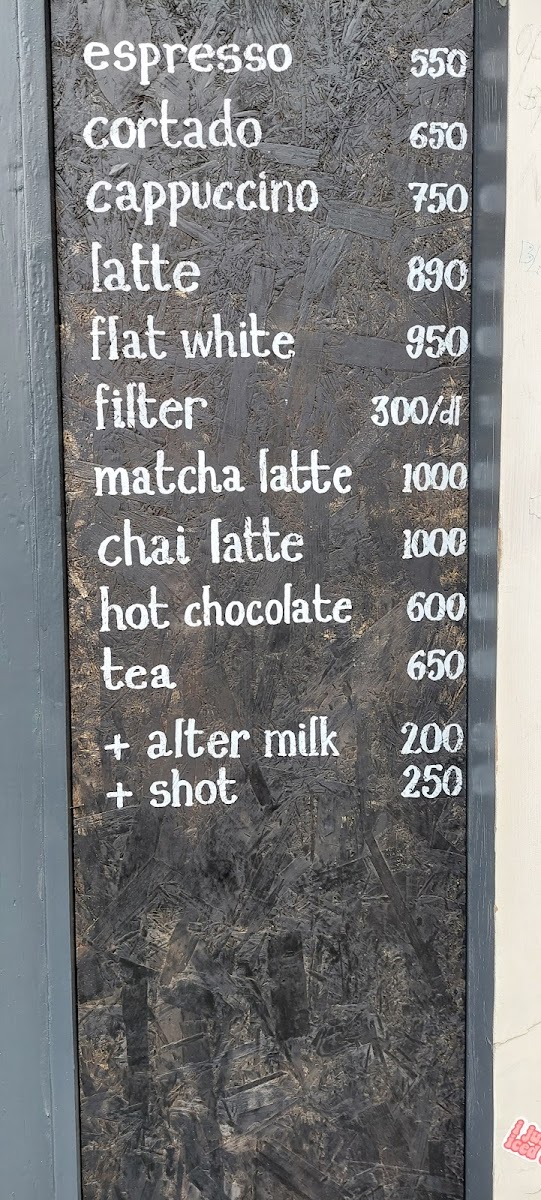 espresso 550
cortado 650
cappuccino 750
latte 890
flat white 950
filter 300/dl
matcha latte 1000
chai latte 1000
hot chocolate 600
tea 650
+ alter milk 200
+ shot 250